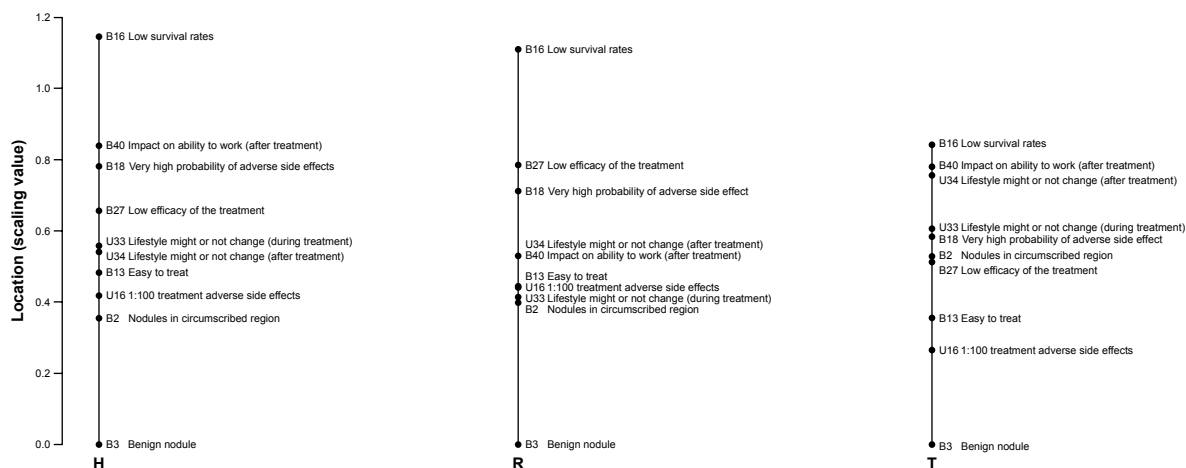 Location (scaling value)
1.2
1.0
0.8
0.6
0.4
0.2
0.0
B16 Low survival rates
B40 Impact on ability to work (after treatment)
B18 Very high probability of adverse side effects
B27 Low efficacy of the treatment
U33 Lifestyle might or not change (during treatment)
U34 Lifestyle might or not change (after treatment)
B13 Easy to treat
U16 1:100 treatment adverse side effects
B2 Nodules in circumscribed region
B3 Benign nodule
H
B16 Low survival rates
B27 Low efficacy of the treatment
B18 Very high probability of adverse side effect
U34 Lifestyle might or not change (after treatment)
B40 Impact on ability to work (after treatment)
B13 Easy to treat
U16 1:100 treatment adverse side effects
U33 Lifestyle might or not change (during treatment)
B2 Nodules in circumscribed region
B3 Benign nodule
R
B16 Low survival rates
B40 Impact on ability to work (after treatment)
U34 Lifestyle might or not change (after treatment)
U33 Lifestyle might or not change (during treatment)
B18 Very high probability of adverse side effect
B2 Nodules in circumscribed region
B27 Low efficacy of the treatment
B13 Easy to treat
U16 1:100 treatment adverse side effects
B3 Benign nodule
T